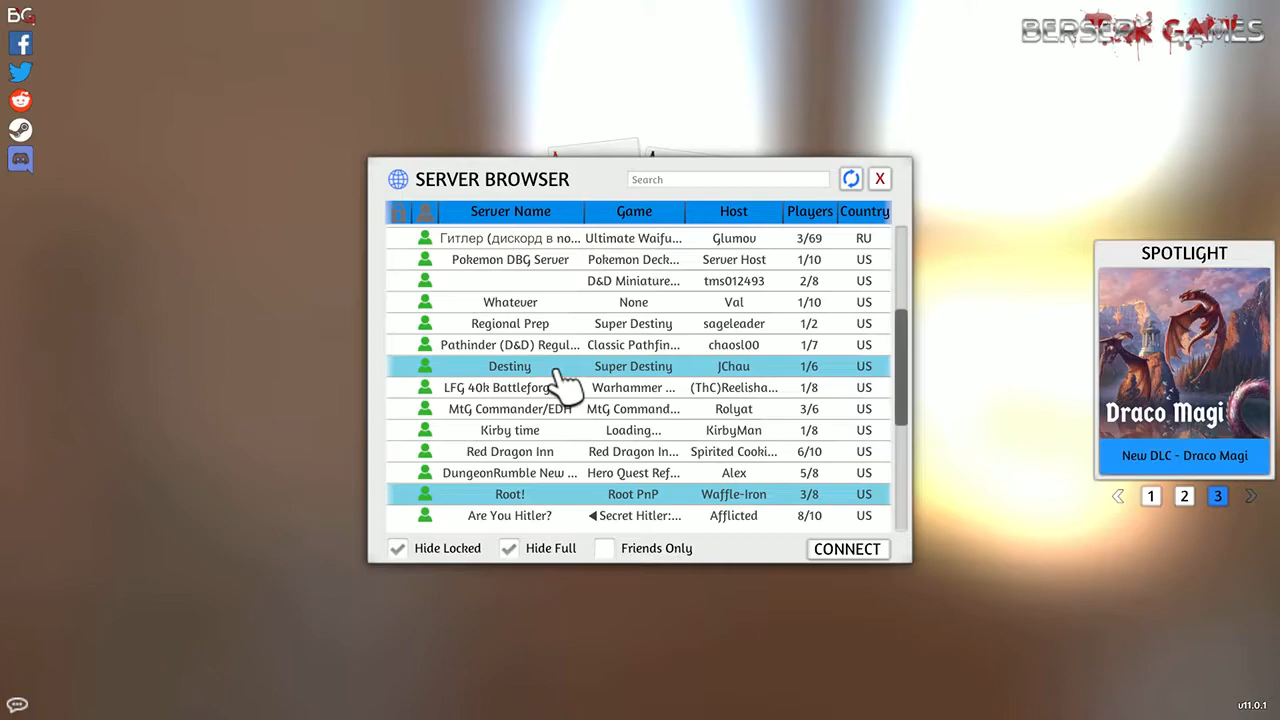 BG
BERSERK GAMES
SERVER BROWSER
Search
X
Server Name Game Host Players Country
Гитлер (дискорд в по... Ultimate Waifu... Glumov 3/69 RU
Pokemon DBG Server Pokemon Deck... Server Host 1/10 US
D&D Miniature... tms012493 2/8 US
Whatever None Val 1/10 US
Regional Prep Super Destiny sageleader 1/2 US
Pathinder (D&D) Regul... Classic Pathfin... chaosl00 1/7 US
Destiny Super Destiny JChau 1/6 US
LFG 40k Battleforg Warhammer ... (ThC)Reelisha... 1/8 US
MtG Commander/EDH MtG Command... Rolyat 3/6 US
Kirby time Loading... KirbyMan 1/8 US
Red Dragon Inn Red Dragon In... Spirited Cooki... 6/10 US
DungeonRumble New ... Hero Quest Ref... Alex 5/8 US
Root! Root PnP Waffle-Iron 3/8 US
Are You Hitler? ◀Secret Hitler:... Afflicted 8/10 US
Hide Locked Hide Full Friends Only CONNECT
SPOTLIGHT
Draco Magi
New DLC - Draco Magi
1 2 3
v11.0.1